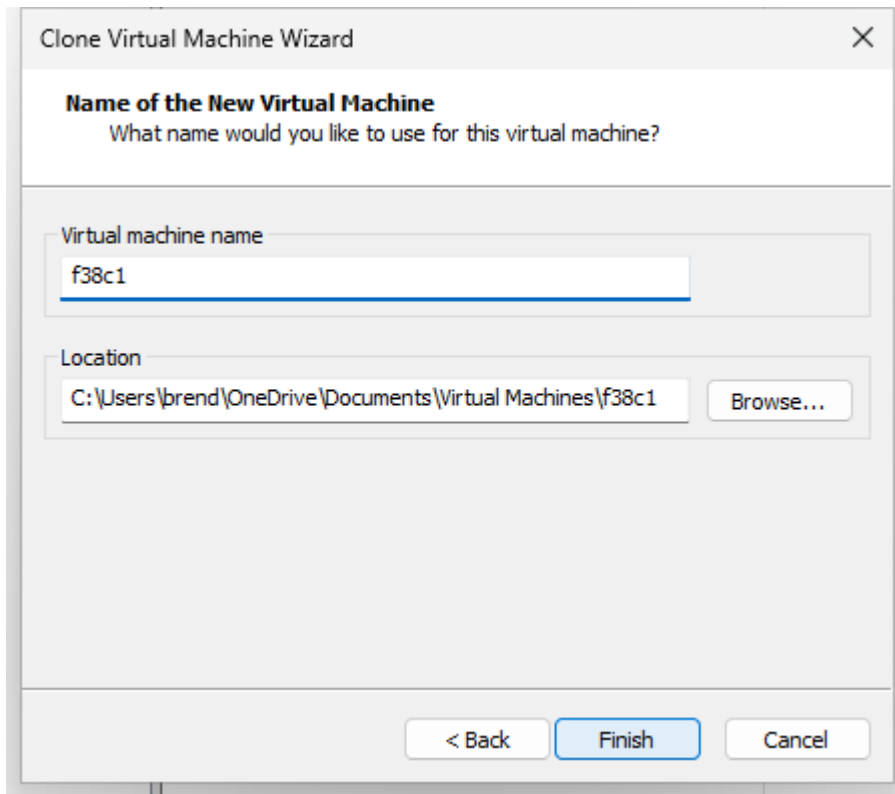 Clone Virtual Machine Wizard
Name of the New Virtual Machine
What name would you like to use for this virtual machine?
Virtual machine name
f38c1
Location
C:\Users\brend\OneDrive\Documents\Virtual Machines\f38c1
Browse...
< Back
Finish
Cancel